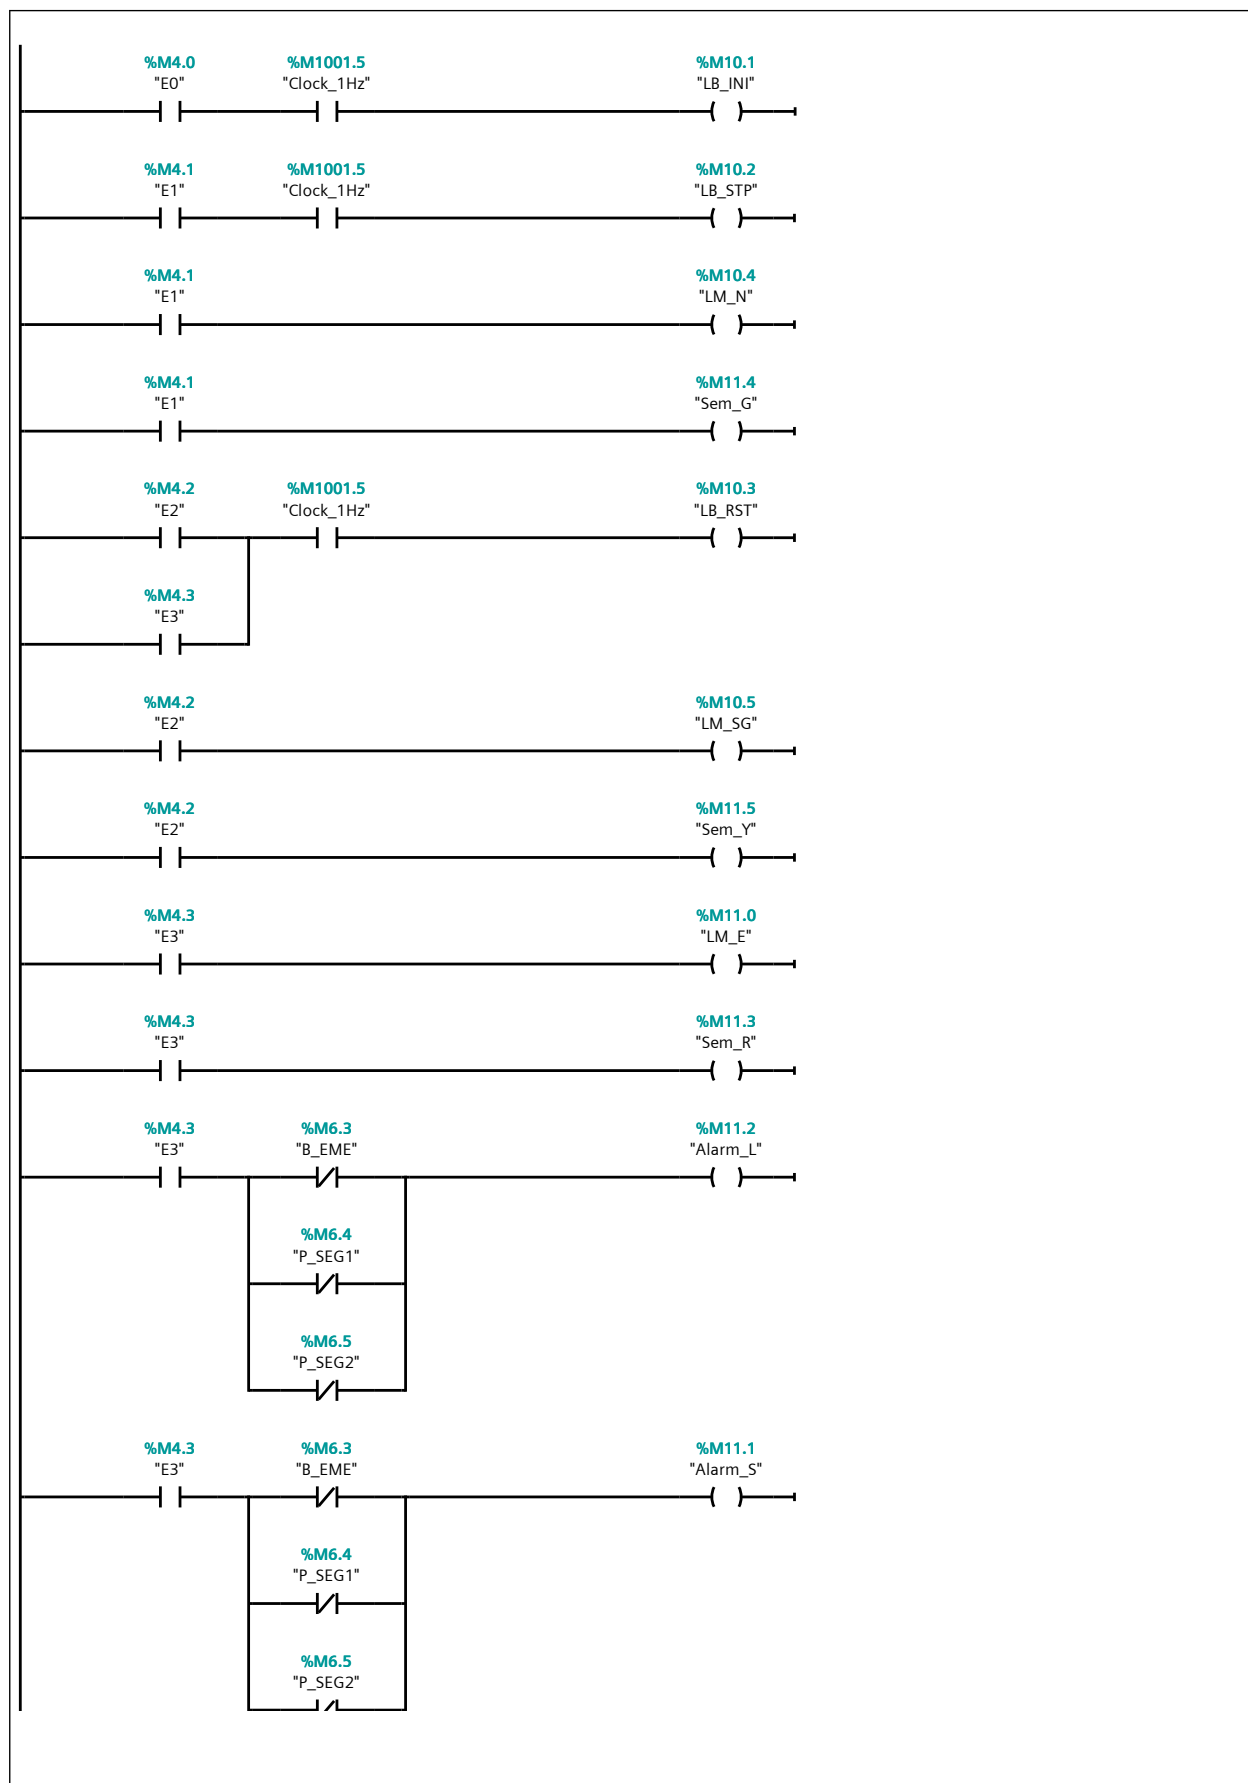 %M4.0 %M1001.5 %M10.1
"E0" "Clock_1Hz" "LB_INI"
%M4.1 %M1001.5 %M10.2
"E1" "Clock_1Hz" "LB_STP"
%M4.1 %M10.4
"E1" "LM_N"
%M4.1 %M11.4
"E1" "Sem_G"
%M4.2 %M1001.5 %M10.3
"E2" "Clock_1Hz" "LB_RST"
%M4.3
"E3"
%M4.2 %M10.5
"E2" "LM_SG"
%M4.2 %M11.5
"E2" "Sem_Y"
%M4.3 %M11.0
"E3" "LM_E"
%M4.3 %M11.3
"E3" "Sem_R"
%M4.3 %M6.3 %M11.2
"E3" "B_EME" "Alarm_L"
%M6.4
"P_SEG1"
%M6.5
"P_SEG2"
%M4.3 %M6.3 %M11.1
"E3" "B_EME" "Alarm_S"
%M6.4
"P_SEG1"
%M6.5
"P_SEG2"